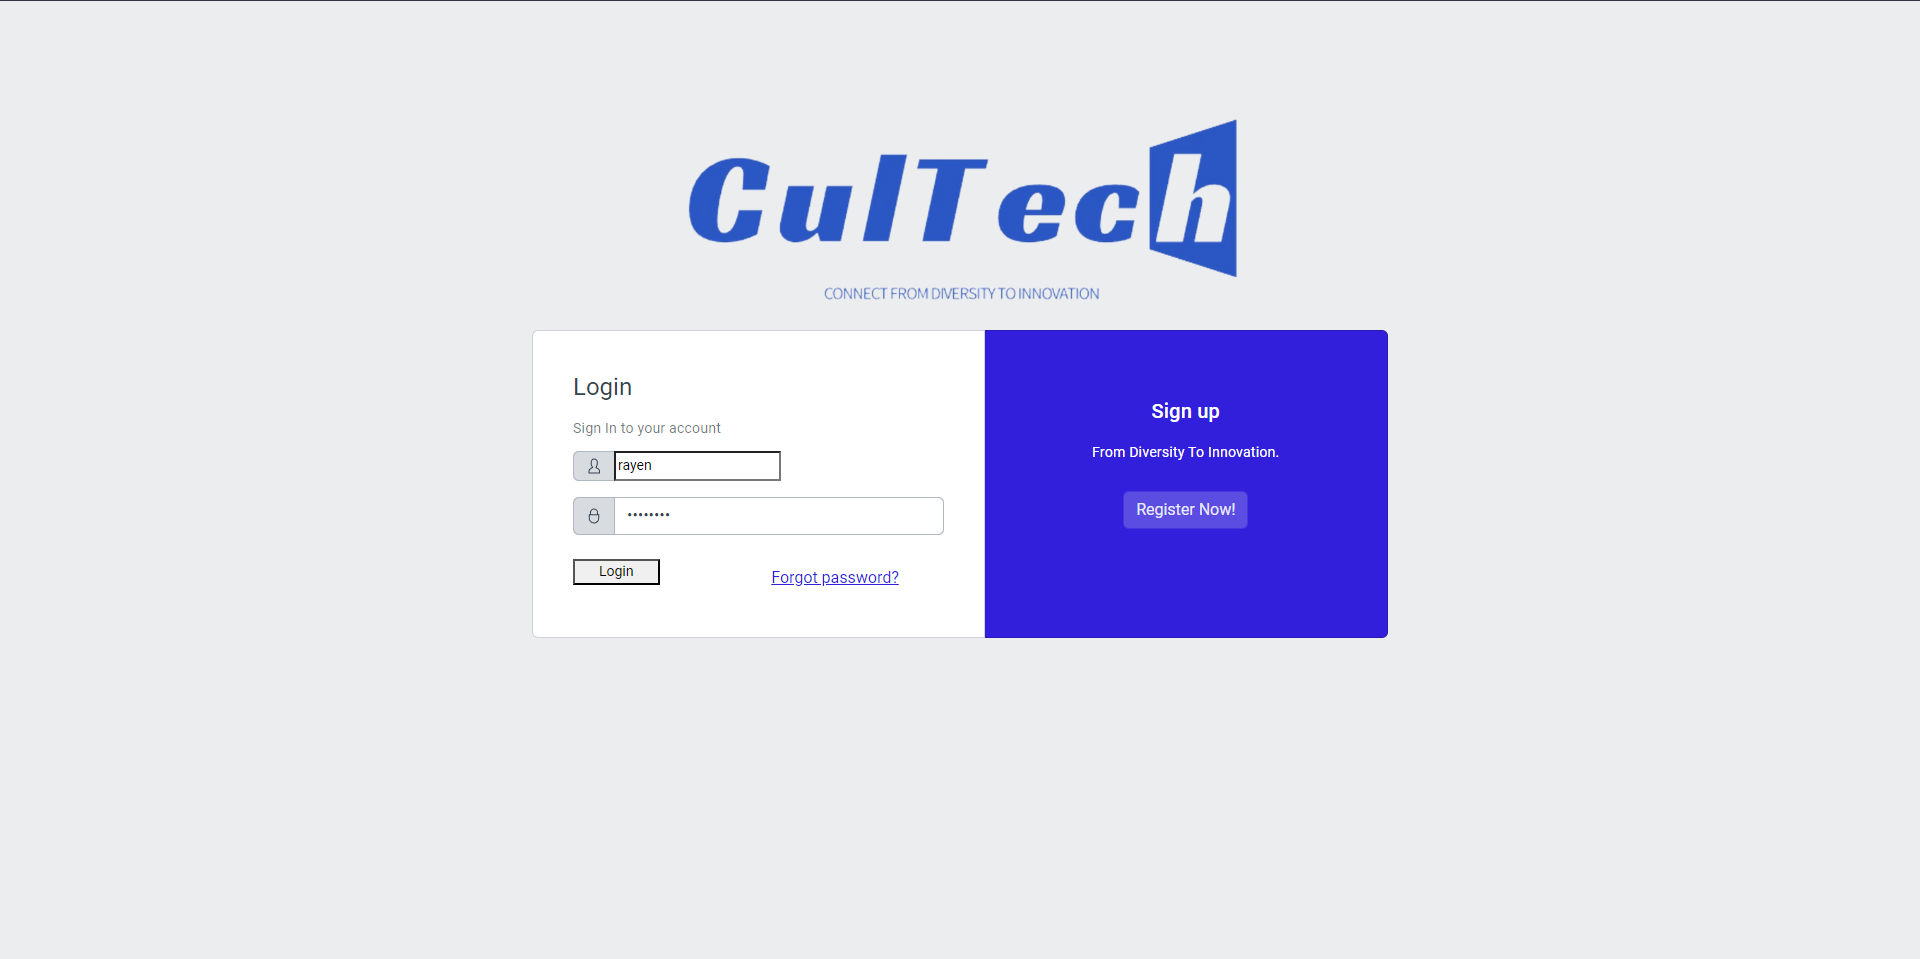 CulTech
CONNECT FROM DIVERSITY TO INNOVATION
Login
Sign In to your account
rayen
••••••••
Login
Forgot password?
Sign up
From Diversity To Innovation.
Register Now!